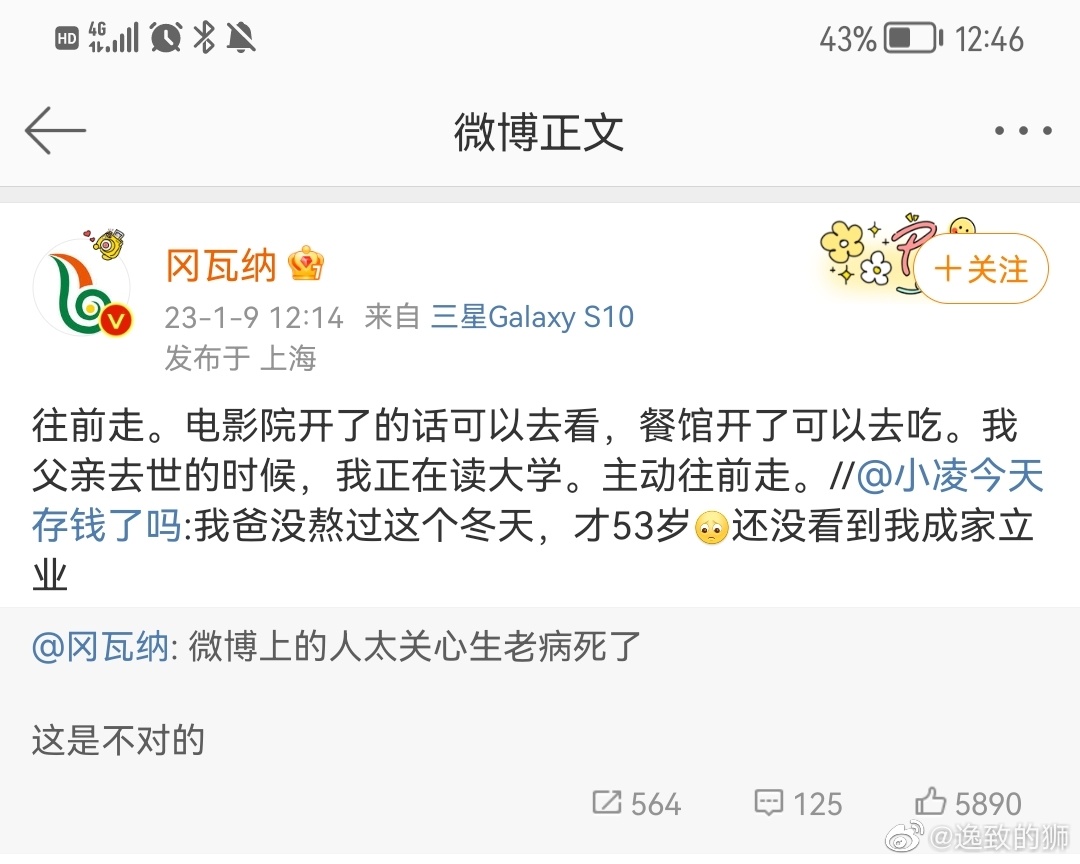 HD 4G 43% 12:46
微博正文
冈瓦纳 7
+关注
23-1-9 12:14 来自 三星Galaxy S10
发布于 上海
往前走。电影院开了的话可以去看，餐馆开了可以去吃。我
父亲去世的时候，我正在读大学。主动往前走。//@小凌今天
存钱了吗:我爸没熬过这个冬天，才53岁🥺还没看到我成家立
业
@冈瓦纳: 微博上的人太关心生老病死了
这是不对的
564 125 5890
@逸致的狮